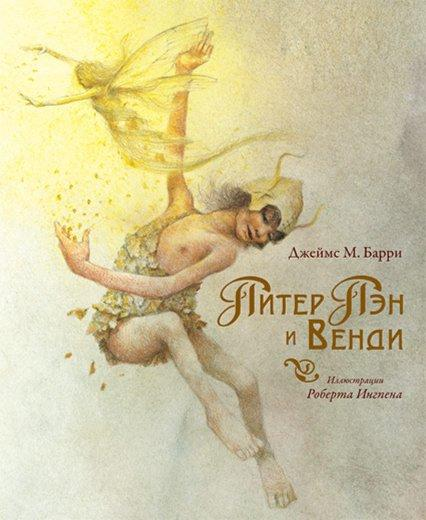 Джеймс М. Барри
Питер Пэн
и Венди
Иллюстрации
Роберта Ингпена